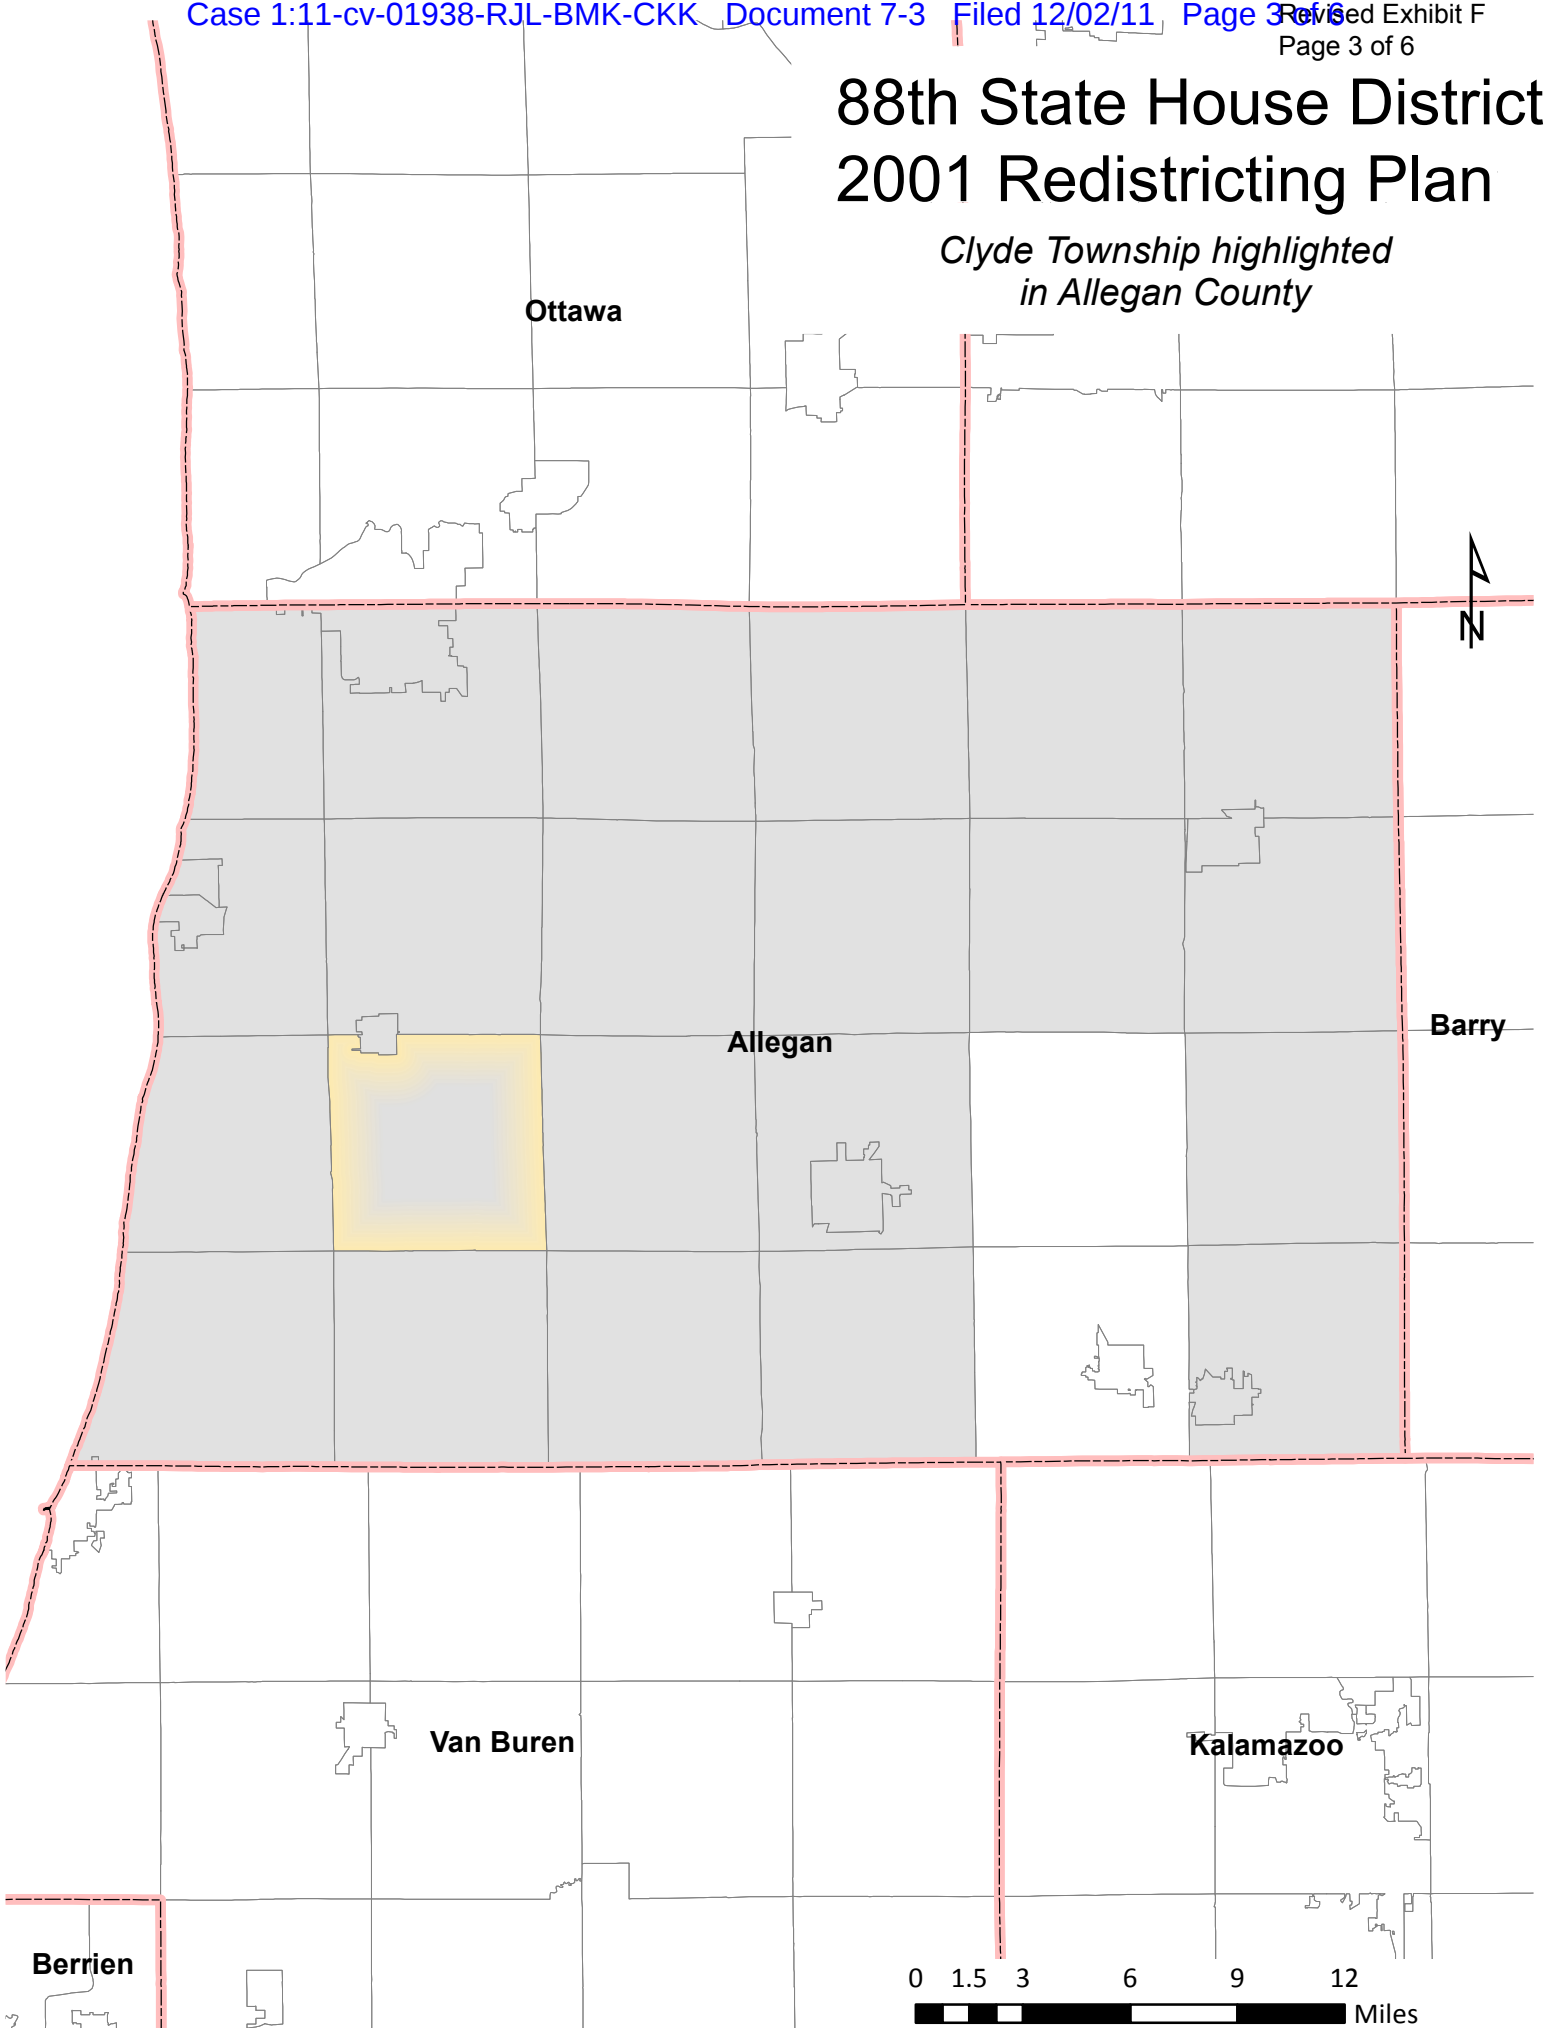 Case 1:11-cv-01938-RJL-BMK-CKK Document 7-3 Filed 12/02/11 Page 3 of 6
Revised Exhibit F
Page 3 of 6
88th State House District
2001 Redistricting Plan
Clyde Township highlighted
in Allegan County
Ottawa
N
Barry
Allegan
Van Buren
Kalamazoo
Berrien
0 1.5 3 6 9 12
Miles